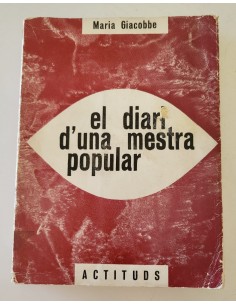 Maria Giacobbe
el diari
d'una mestra
popular
ACTITUDS